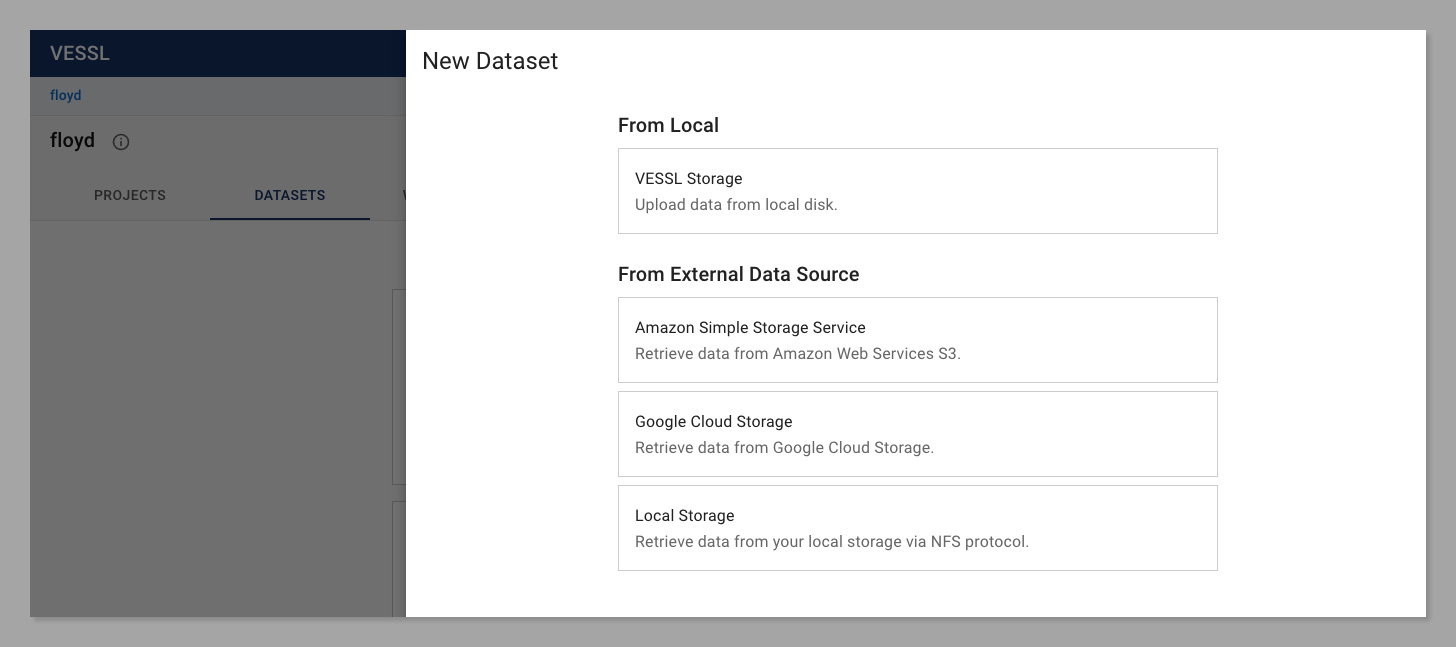 VESSL
floyd
floyd
PROJECTS
DATASETS
New Dataset
From Local
VESSL Storage
Upload data from local disk.
From External Data Source
Amazon Simple Storage Service
Retrieve data from Amazon Web Services S3.
Google Cloud Storage
Retrieve data from Google Cloud Storage.
Local Storage
Retrieve data from your local storage via NFS protocol.